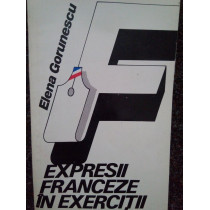 Elena Gorunescu
F
EXPRESII
FRANCEZE
ÎN EXERCIȚII